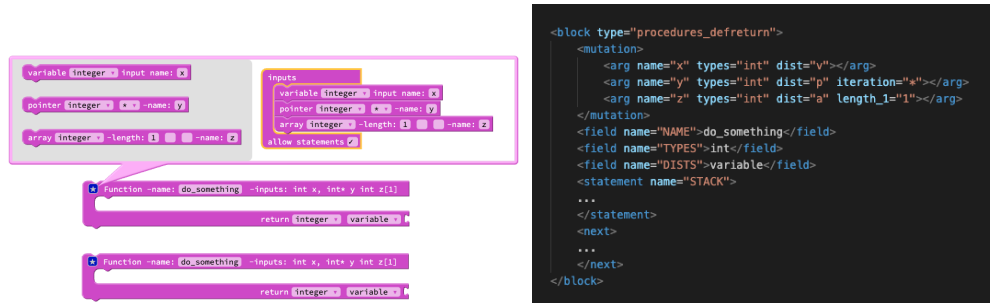 variable integer input name: x
pointer integer * -name: y
array integer -length: 1 -name: z
inputs
variable integer input name: x
pointer integer * -name: y
array integer -length: 1 -name: z
allow statements ✓
★ Function -name: do_something -inputs: int x, int* y int z[1]
return integer variable
★ Function -name: do_something -inputs: int x, int* y int z[1]
return integer variable
<block type="procedures_defreturn">
<mutation>
<arg name="x" types="int" dist="v"></arg>
<arg name="y" types="int" dist="p" iteration="*"></arg>
<arg name="z" types="int" dist="a" length_1="1"></arg>
</mutation>
<field name="NAME">do_something</field>
<field name="TYPES">int</field>
<field name="DISTS">variable</field>
<statement name="STACK">
...
</statement>
<next>
...
</next>
</block>